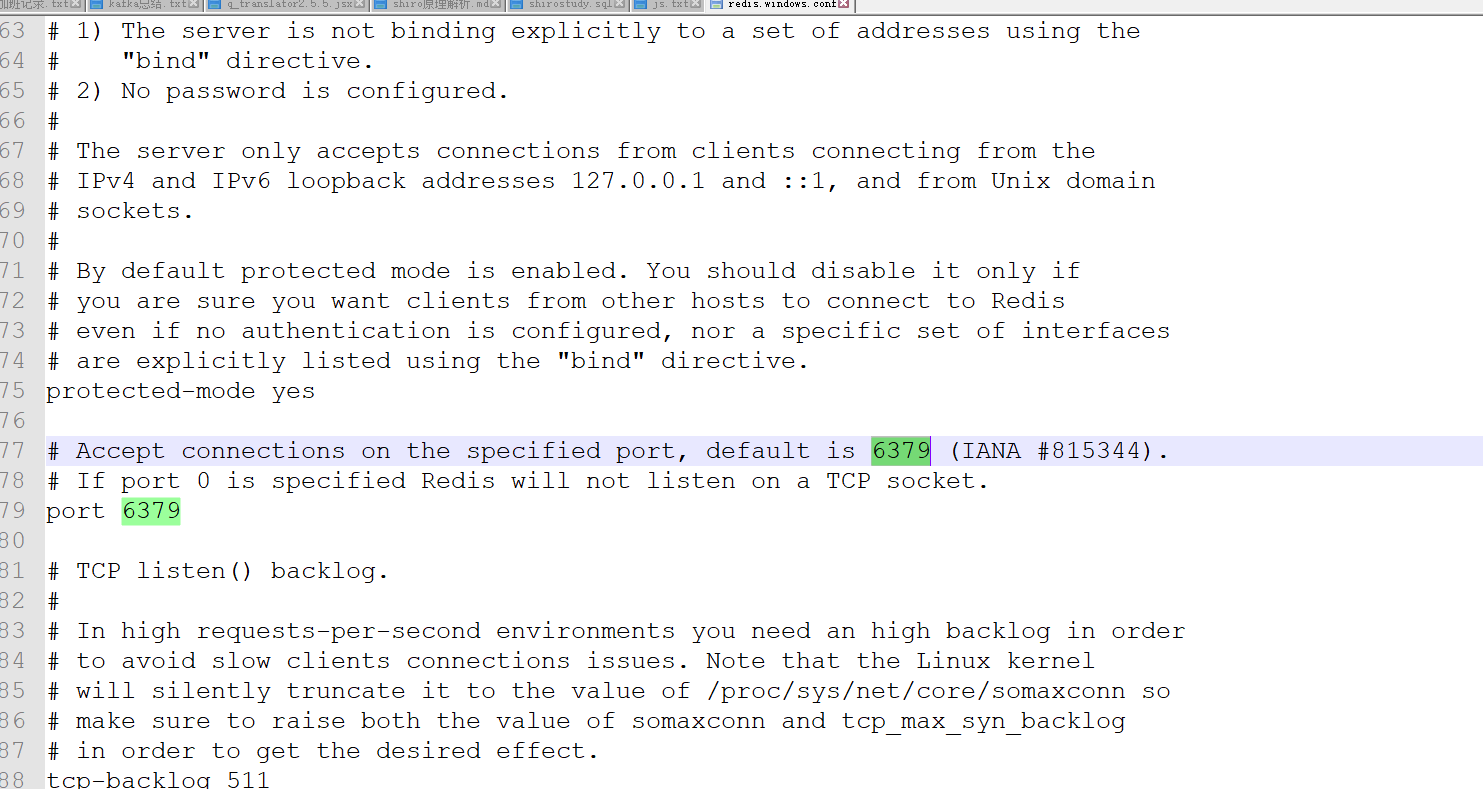 加班记录.txt kafka总结.txt q_translator2.5.5.jsx shiro原理解析.md shirostudy.sql js.txt redis.windows.conf
63 # 1) The server is not binding explicitly to a set of addresses using the
64 #    "bind" directive.
65 # 2) No password is configured.
66 #
67 # The server only accepts connections from clients connecting from the
68 # IPv4 and IPv6 loopback addresses 127.0.0.1 and ::1, and from Unix domain
69 # sockets.
70 #
71 # By default protected mode is enabled. You should disable it only if
72 # you are sure you want clients from other hosts to connect to Redis
73 # even if no authentication is configured, nor a specific set of interfaces
74 # are explicitly listed using the "bind" directive.
75 protected-mode yes
76
77 # Accept connections on the specified port, default is 6379 (IANA #815344).
78 # If port 0 is specified Redis will not listen on a TCP socket.
79 port 6379
80
81 # TCP listen() backlog.
82 #
83 # In high requests-per-second environments you need an high backlog in order
84 # to avoid slow clients connections issues. Note that the Linux kernel
85 # will silently truncate it to the value of /proc/sys/net/core/somaxconn so
86 # make sure to raise both the value of somaxconn and tcp_max_syn_backlog
87 # in order to get the desired effect.
88 tcp-backlog 511